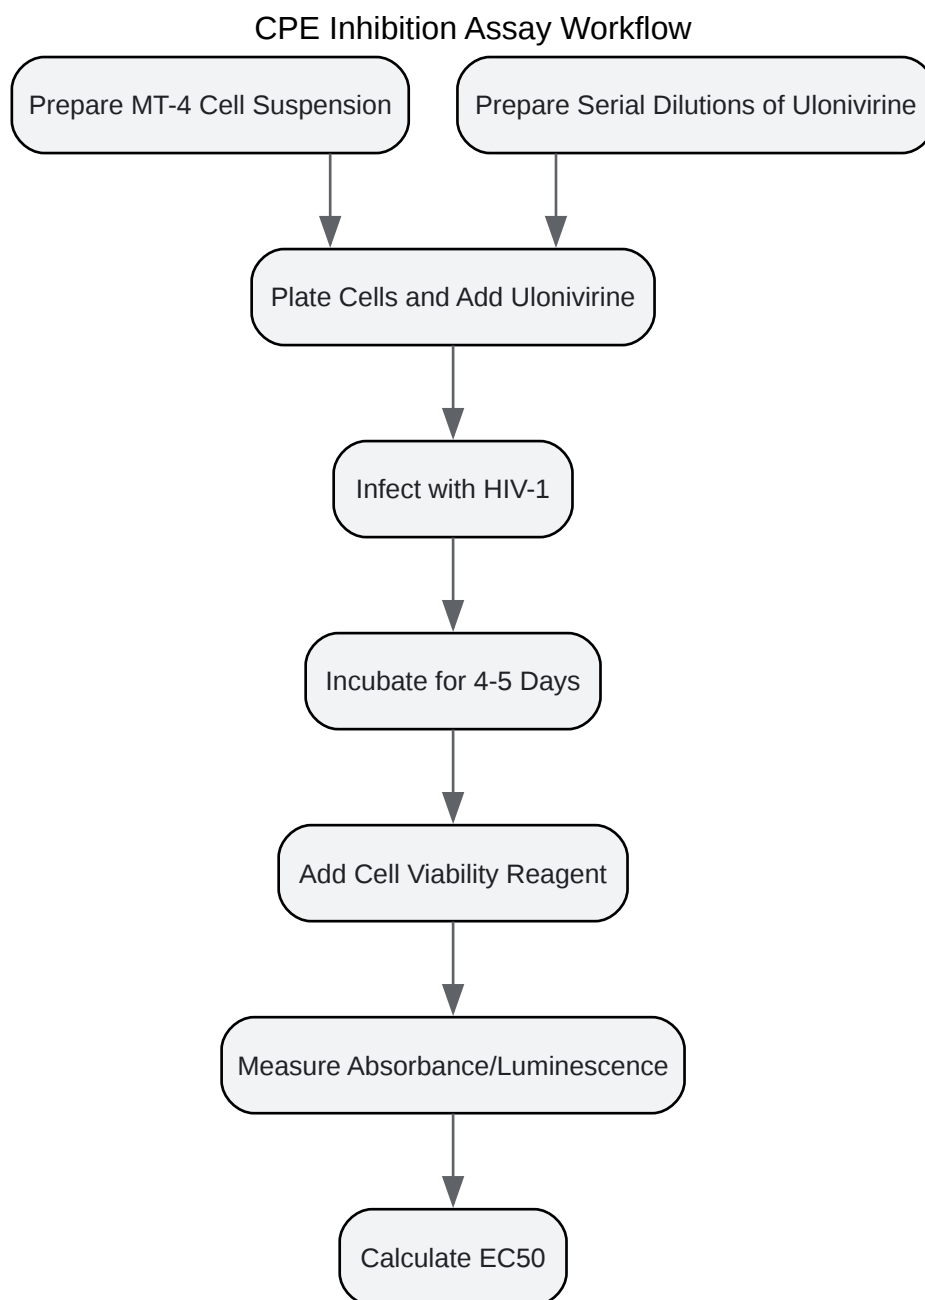 CPE Inhibition Assay Workflow
Prepare MT-4 Cell Suspension
Prepare Serial Dilutions of Ulonivirine
Plate Cells and Add Ulonivirine
Infect with HIV-1
Incubate for 4-5 Days
Add Cell Viability Reagent
Measure Absorbance/Luminescence
Calculate EC50